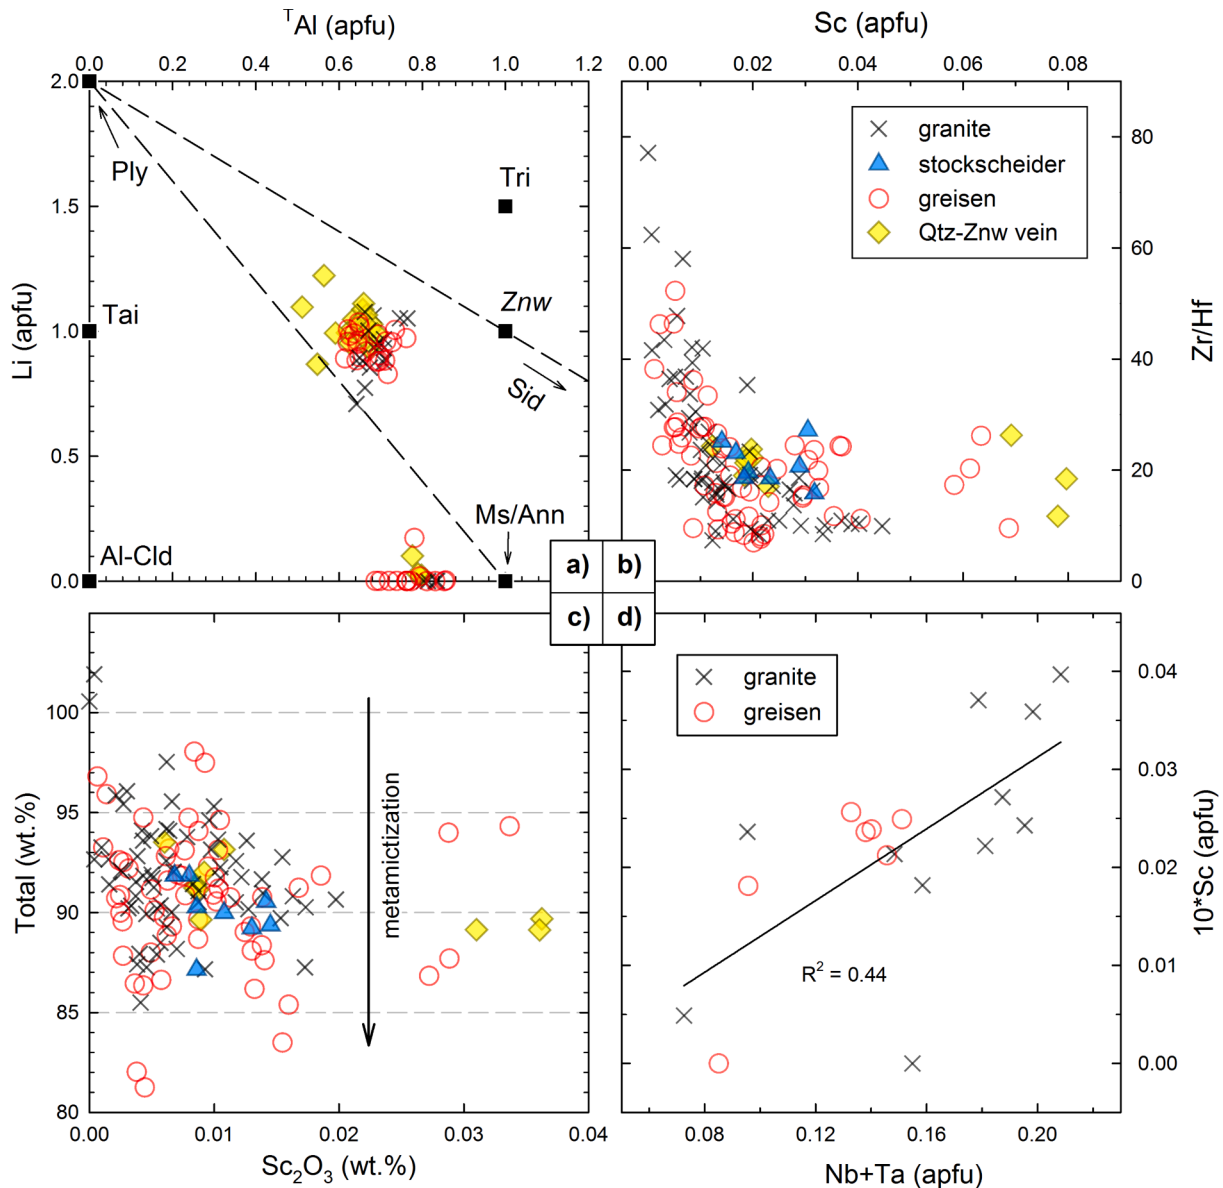 ᵀAl (apfu)
0.0 0.2 0.4 0.6 0.8 1.0 1.2
Sc (apfu)
0.00 0.02 0.04 0.06 0.08
2.0
1.5
1.0
0.5
0.0
Li (apfu)
Ply
Tri
Tai
Znw
Sid
Ms/Ann
Al-Cld
granite
stockscheider
greisen
Qtz-Znw vein
80
60
40
20
0
Zr/Hf
a) b)
c) d)
100
95
90
85
80
Total (wt.%)
metamictization
0.00 0.01 0.02 0.03 0.04
Sc₂O₃ (wt.%)
granite
greisen
R² = 0.44
0.04
0.03
0.02
0.01
0.00
10*Sc (apfu)
0.08 0.12 0.16 0.20
Nb+Ta (apfu)